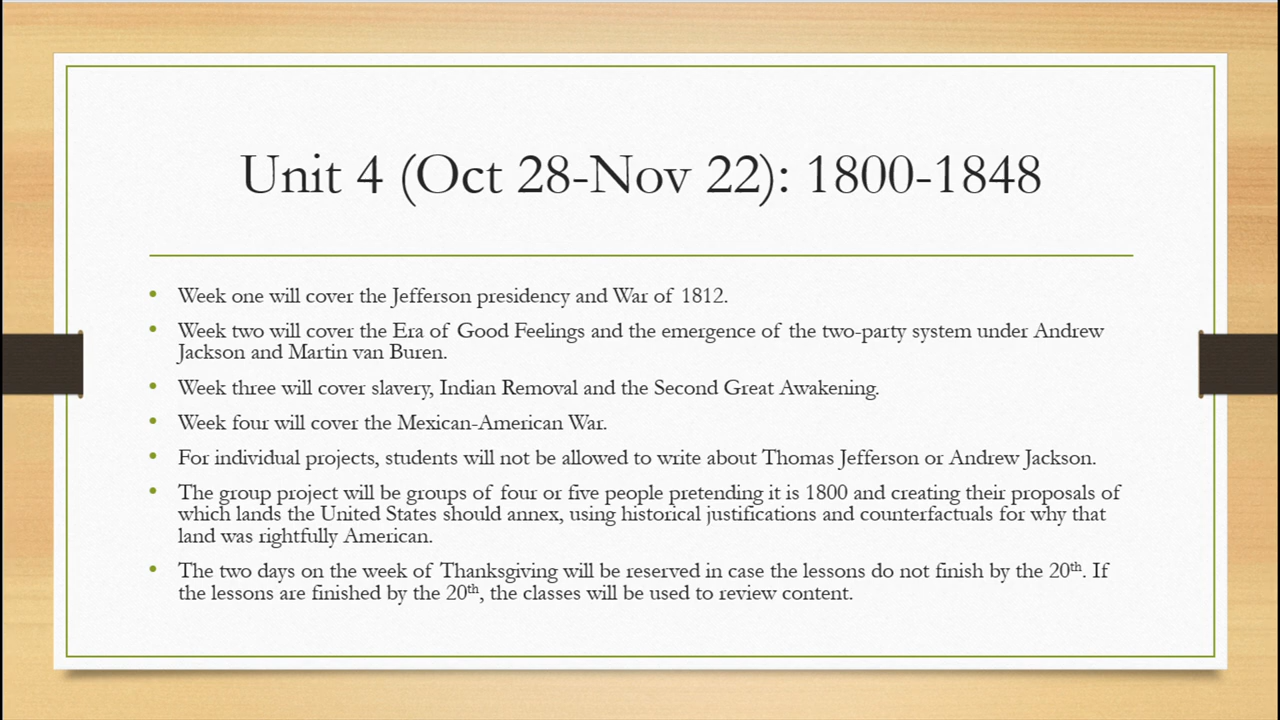 Unit 4 (Oct 28-Nov 22): 1800-1848
• Week one will cover the Jefferson presidency and War of 1812.
• Week two will cover the Era of Good Feelings and the emergence of the two-party system under Andrew
Jackson and Martin van Buren.
• Week three will cover slavery, Indian Removal and the Second Great Awakening.
• Week four will cover the Mexican-American War.
• For individual projects, students will not be allowed to write about Thomas Jefferson or Andrew Jackson.
• The group project will be groups of four or five people pretending it is 1800 and creating their proposals of
which lands the United States should annex, using historical justifications and counterfactuals for why that
land was rightfully American.
• The two days on the week of Thanksgiving will be reserved in case the lessons do not finish by the 20th. If
the lessons are finished by the 20th, the classes will be used to review content.